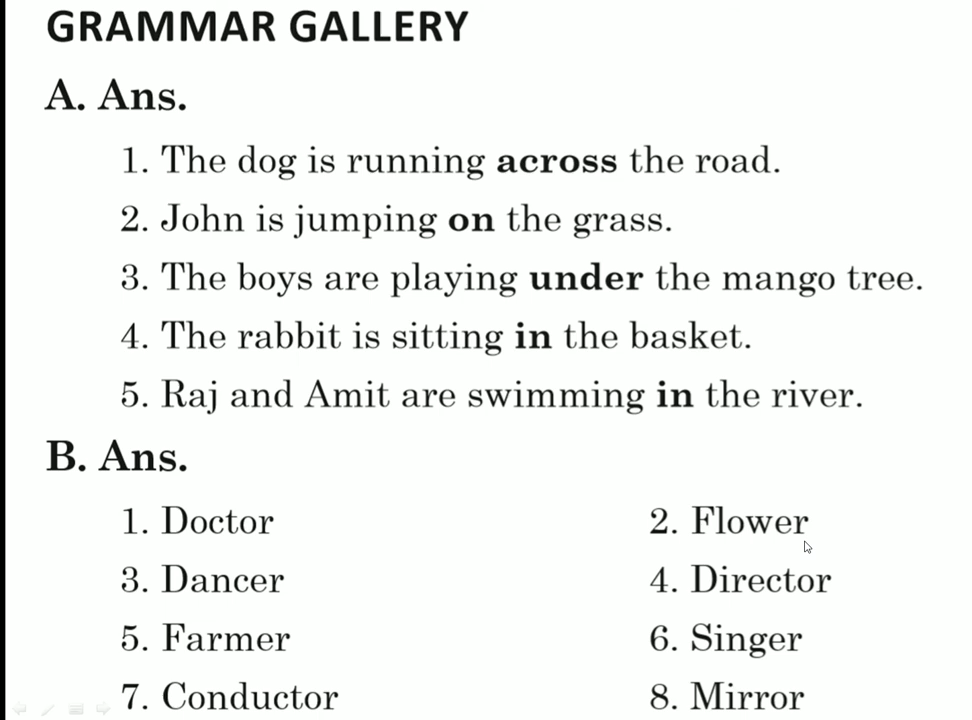 GRAMMAR GALLERY
A. Ans.
1. The dog is running across the road.
2. John is jumping on the grass.
3. The boys are playing under the mango tree.
4. The rabbit is sitting in the basket.
5. Raj and Amit are swimming in the river.
B. Ans.
1. Doctor 2. Flower
3. Dancer 4. Director
5. Farmer 6. Singer
7. Conductor 8. Mirror